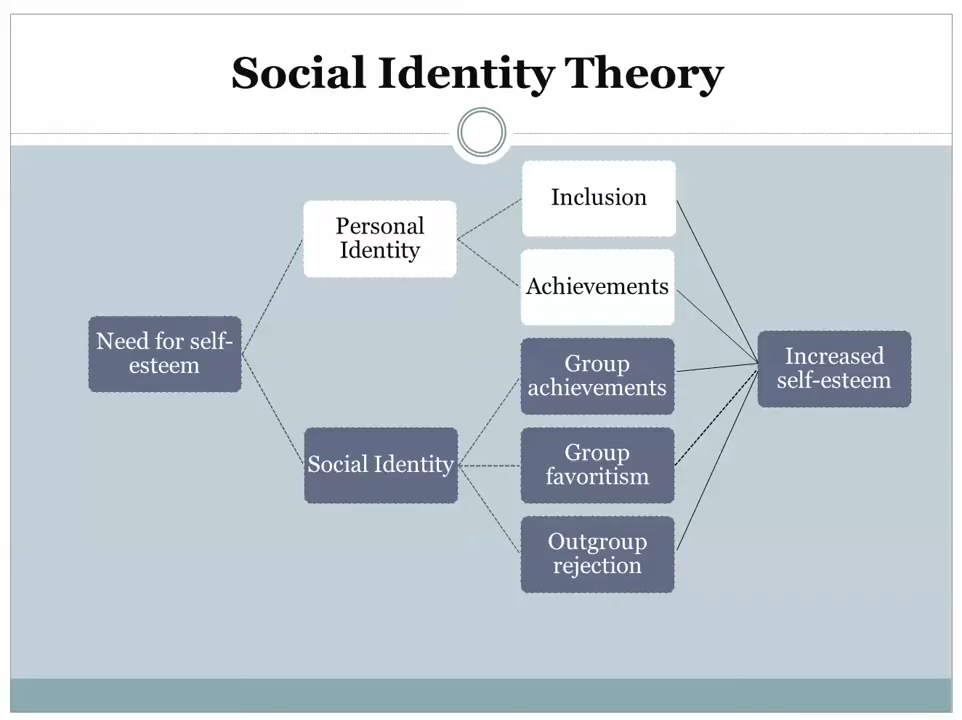 Social Identity Theory
Inclusion
Personal
Identity
Achievements
Need for self-
esteem
Increased
self-esteem
Group
achievements
Social Identity
Group
favoritism
Outgroup
rejection